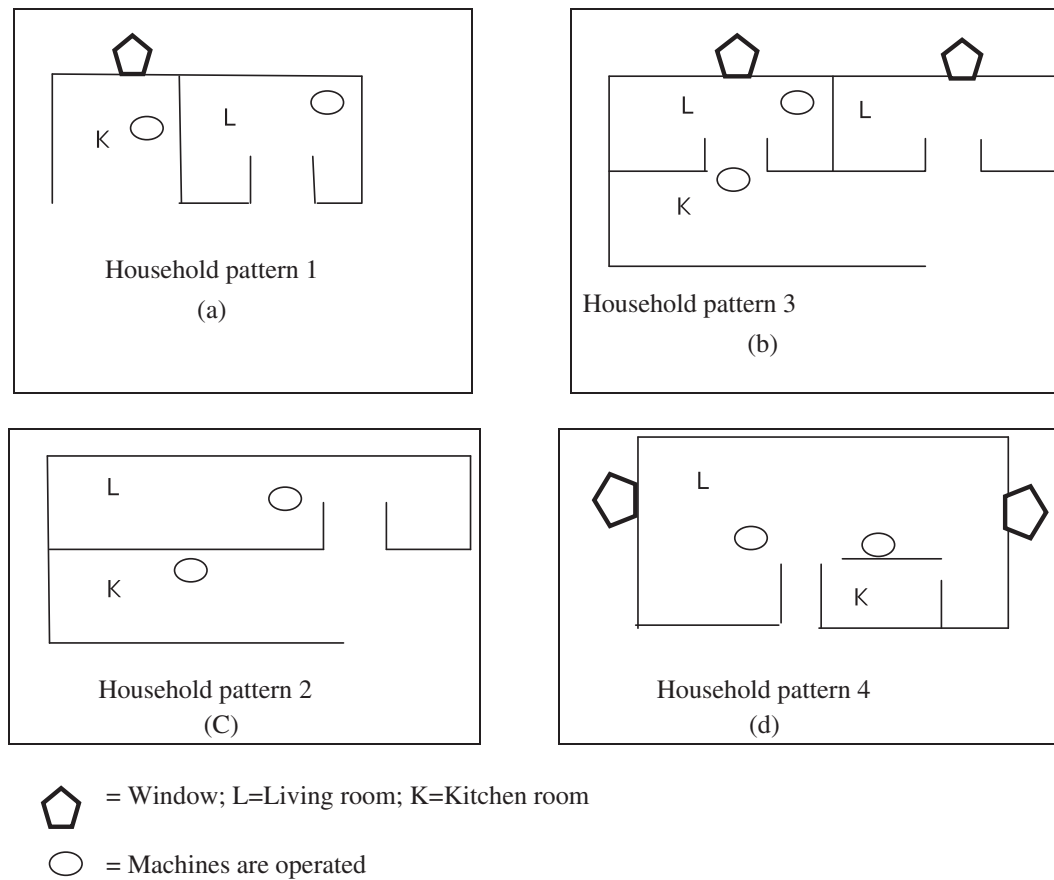 K
L
Household pattern 1
(a)
L
L
K
Household pattern 3
(b)
L
K
Household pattern 2
(C)
L
K
Household pattern 4
(d)
= Window; L=Living room; K=Kitchen room
= Machines are operated